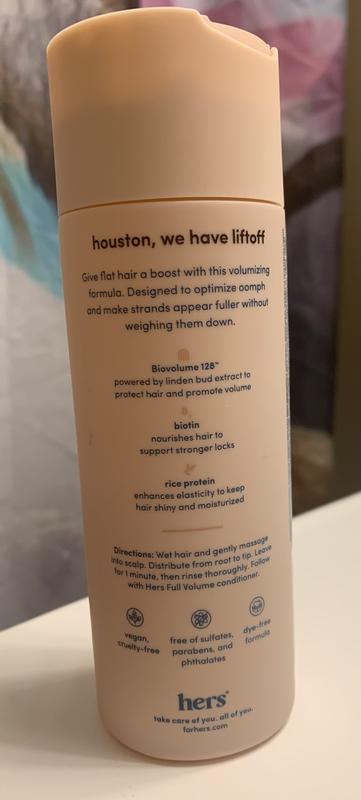 houston, we have liftoff
Give flat hair a boost with this volumizing
formula. Designed to optimize oomph
and make strands appear fuller without
weighing them down.
Biovolume 128™
powered by linden bud extract to
protect hair and promote volume
B₇
biotin
nourishes hair to
support stronger locks
rice protein
enhances elasticity to keep
hair shiny and moisturized
Directions: Wet hair and gently massage
into scalp. Distribute from root to tip. Leave
for 1 minute, then rinse thoroughly. Follow
with Hers Full Volume conditioner.
vegan,
cruelty-free
free of sulfates,
parabens, and
phthalates
dye-free
formula
hers
take care of you. all of you.
forhers.com